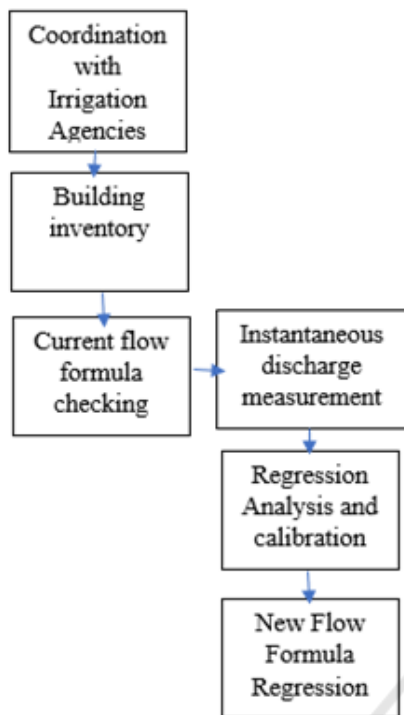 Coordination
with
Irrigation
Agencies
Building
inventory
Current flow
formula
checking
Instantaneous
discharge
measurement
Regression
Analysis and
calibration
New Flow
Formula
Regression